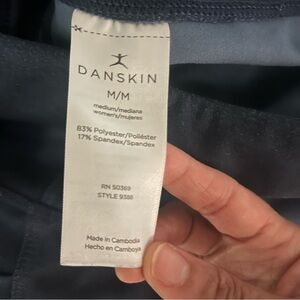 DANSKIN
M/M
medium/mediana
women's/mujeres
83% Polyester/Poliéster
17% Spandex/Spandex
RN 50369
STYLE 9388
Made in Cambodia
Hecho en Camboya